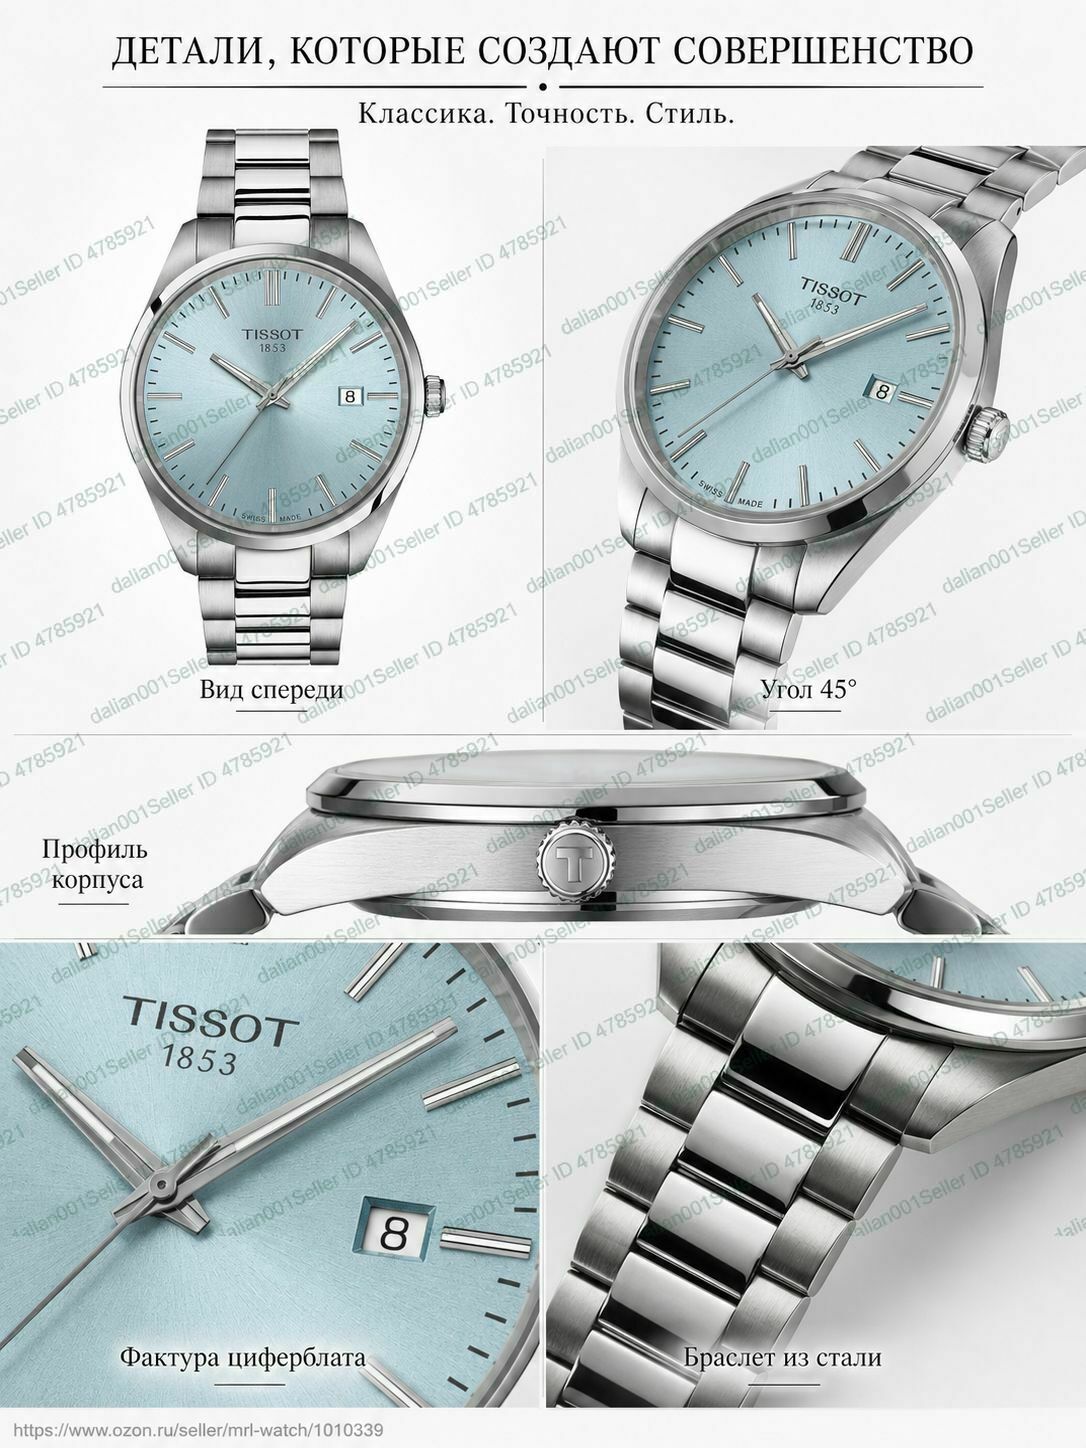 ДЕТАЛИ, КОТОРЫЕ СОЗДАЮТ СОВЕРШЕНСТВО
Классика. Точность. Стиль.
TISSOT
1853
8
SWISS MADE
Вид спереди
TISSOT
1853
8
SWISS MADE
Угол 45°
Профиль
корпуса
T
TISSOT
1853
8
Фактура циферблата
Браслет из стали
dalian001Seller ID 4785921
https://www.ozon.ru/seller/mrl-watch/1010339